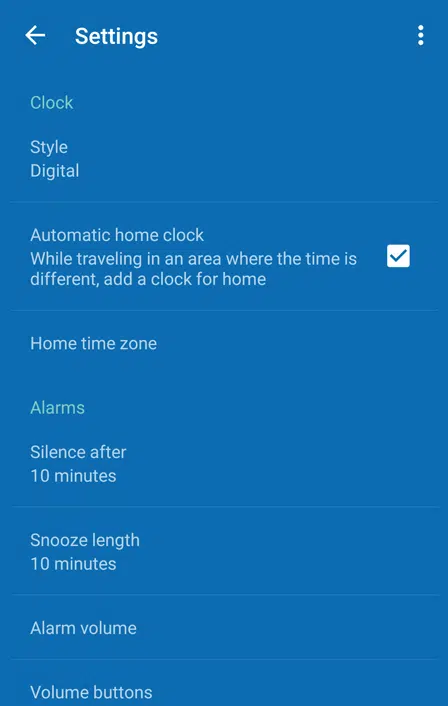 Settings
Clock
Style
Digital
Automatic home clock
While traveling in an area where the time is
different, add a clock for home
Home time zone
Alarms
Silence after
10 minutes
Snooze length
10 minutes
Alarm volume
Volume buttons